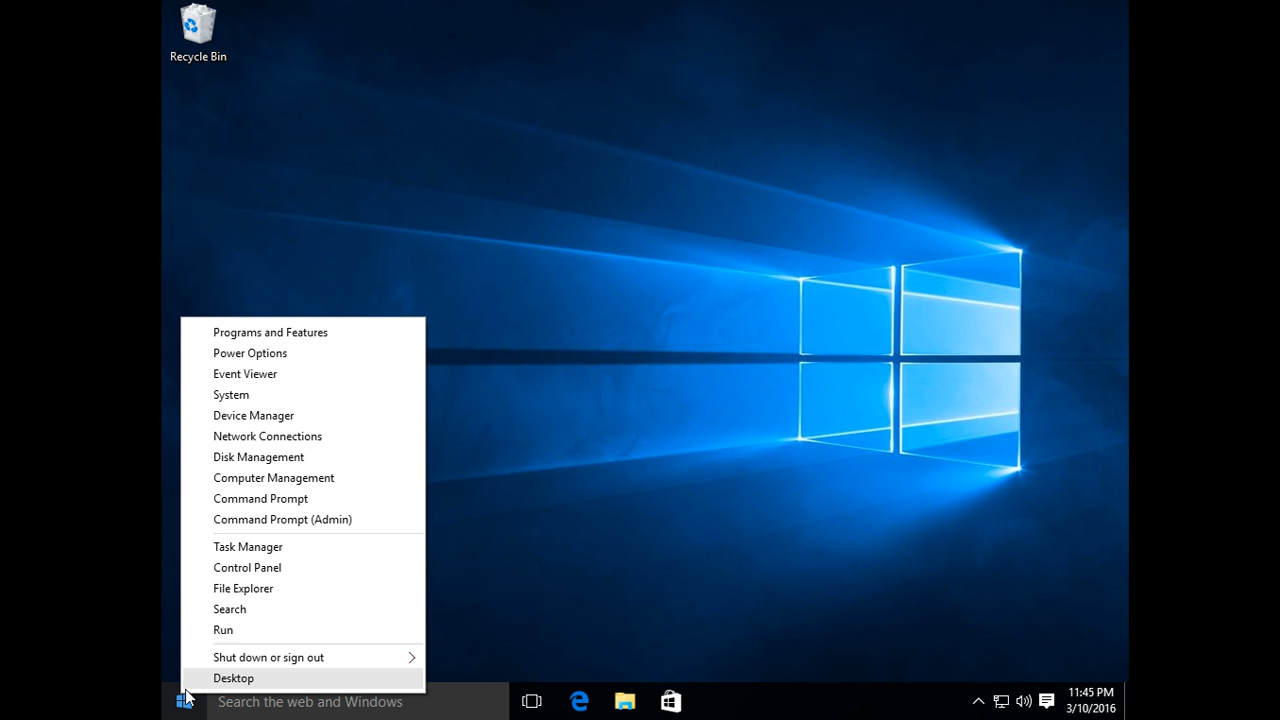 Recycle Bin
Programs and Features
Power Options
Event Viewer
System
Device Manager
Network Connections
Disk Management
Computer Management
Command Prompt
Command Prompt (Admin)
Task Manager
Control Panel
File Explorer
Search
Run
Shut down or sign out
Desktop
Search the web and Windows
11:45 PM
3/10/2016